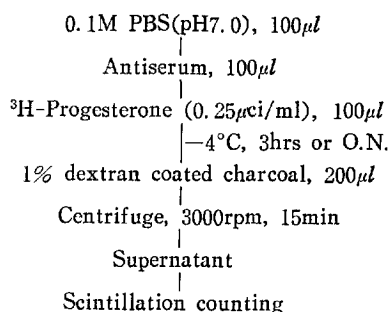 0.1M PBS(pH7.0), 100μl
Antiserum, 100μl
³H-Progesterone (0.25μci/ml), 100μl
—4°C, 3hrs or O.N.
1% dextran coated charcoal, 200μl
Centrifuge, 3000rpm, 15min
Supernatant
Scintillation counting